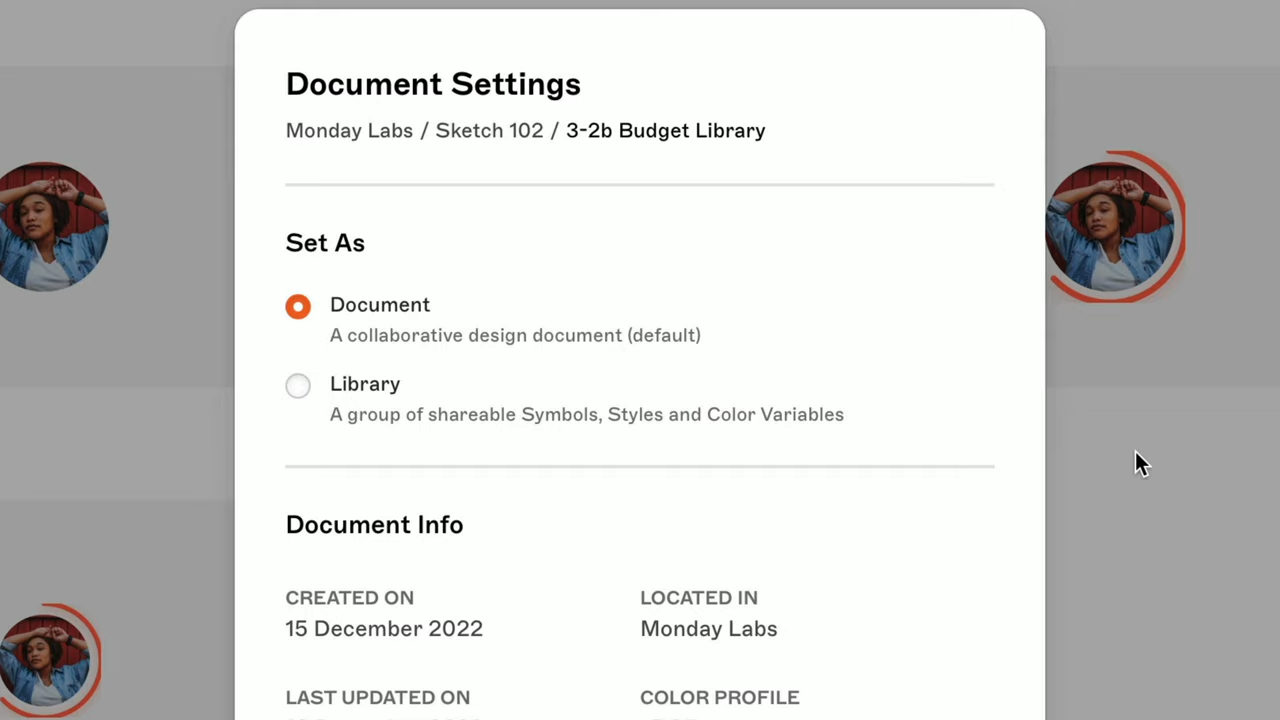 Document Settings
Monday Labs / Sketch 102 / 3-2b Budget Library
Set As
Document
A collaborative design document (default)
Library
A group of shareable Symbols, Styles and Color Variables
Document Info
CREATED ON
15 December 2022
LOCATED IN
Monday Labs
LAST UPDATED ON
COLOR PROFILE